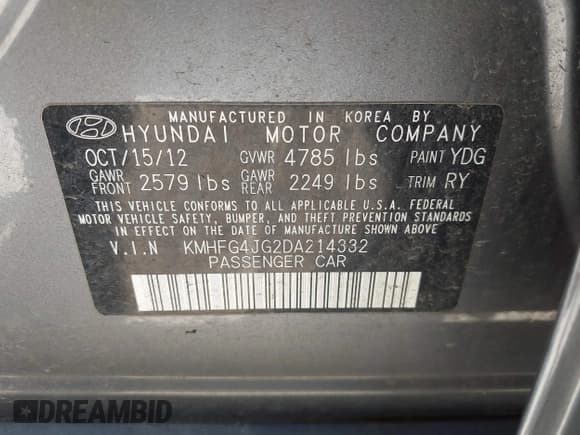 MANUFACTURED IN KOREA BY
HYUNDAI MOTOR COMPANY
OCT/15/12 GVWR 4785 lbs PAINT YDG
GAWR FRONT 2579 lbs GAWR REAR 2249 lbs TRIM RY
THIS VEHICLE CONFORMS TO ALL APPLICABLE U.S.A. FEDERAL
MOTOR VEHICLE SAFETY, BUMPER, AND THEFT PREVENTION STANDARDS
IN EFFECT ON THE DATE OF MANUFACTURE SHOWN ABOVE
V.I.N KMHFG4JG2DA214332
PASSENGER CAR
DREAMBID